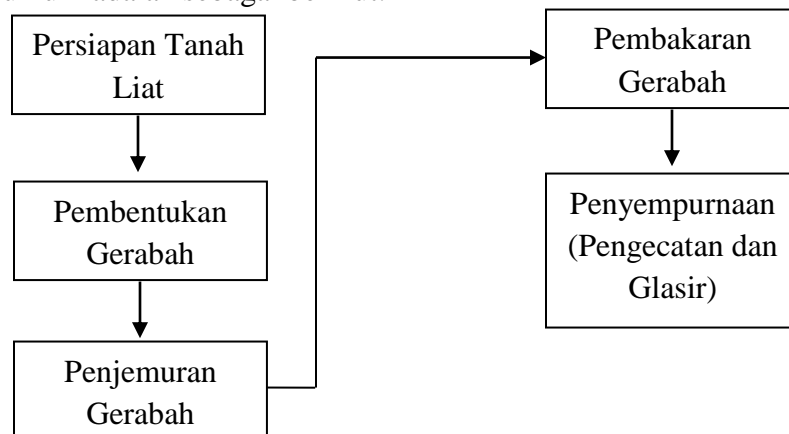 Persiapan Tanah
Liat
Pembentukan
Gerabah
Penjemuran
Gerabah
Pembakaran
Gerabah
Penyempurnaan
(Pengecatan dan
Glasir)